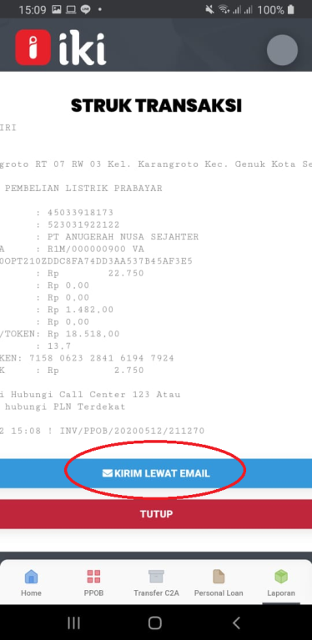 15:09 100%
iki
STRUK TRANSAKSI
IRI
groto RT 07 RW 03 Kel. Karangroto Kec. Genuk Kota Se
PEMBELIAN LISTRIK PRABAYAR
: 45033918173
: 523031922122
: PT ANUGERAH NUSA SEJAHTER
A : R1M/000000900 VA
0OPT210ZDDC8FA74DD3AA537B45AF3E5
: Rp 22.750
: Rp 0,00
: Rp 0,00
: Rp 1.482,00
: Rp 0,00
/TOKEN: Rp 18.518,00
: 13,7
KEN: 7158 0623 2841 6194 7924
K : Rp 2.750
i Hubungi Call Center 123 Atau
hubungi PLN Terdekat
2 15:08 ! INV/PPOB/20200512/211270
KIRIM LEWAT EMAIL
TUTUP
Home PPOB Transfer C2A Personal Loan Laporan